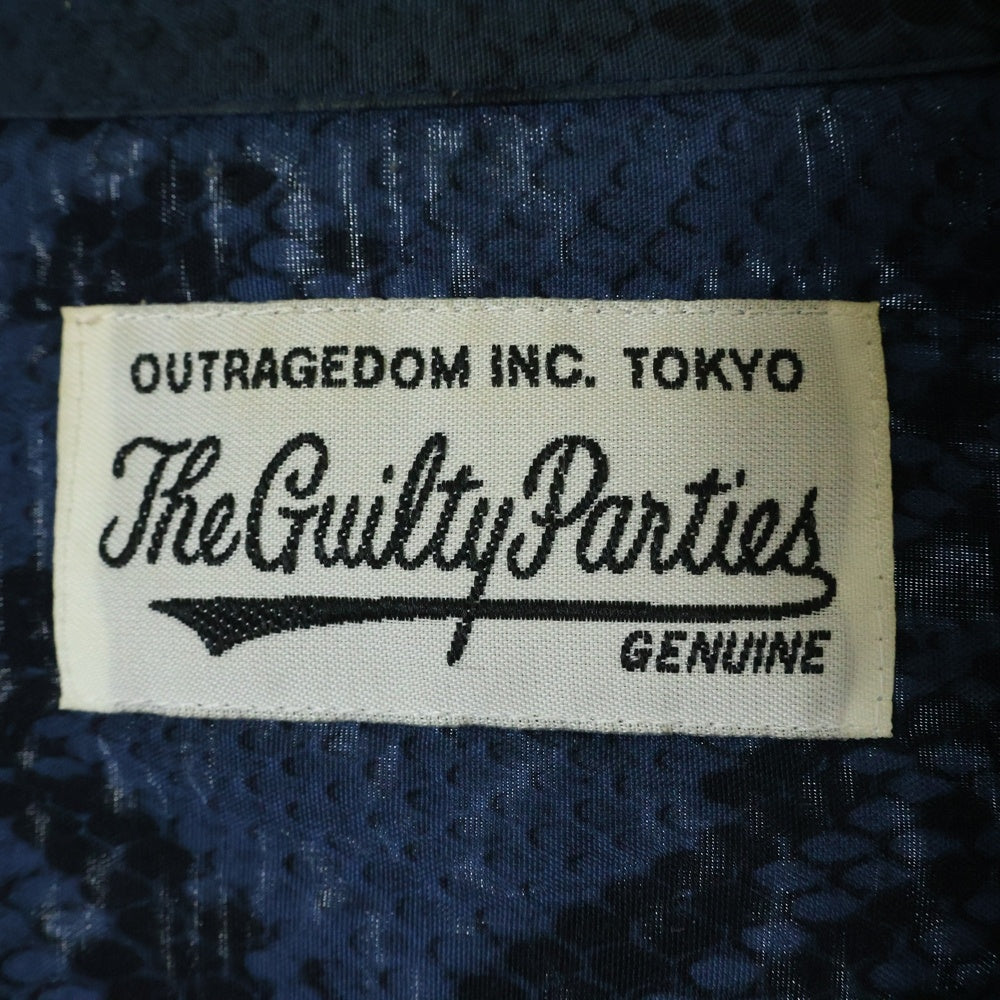 OUTRAGEDOM INC. TOKYO
The Guilty Parties
GENUINE